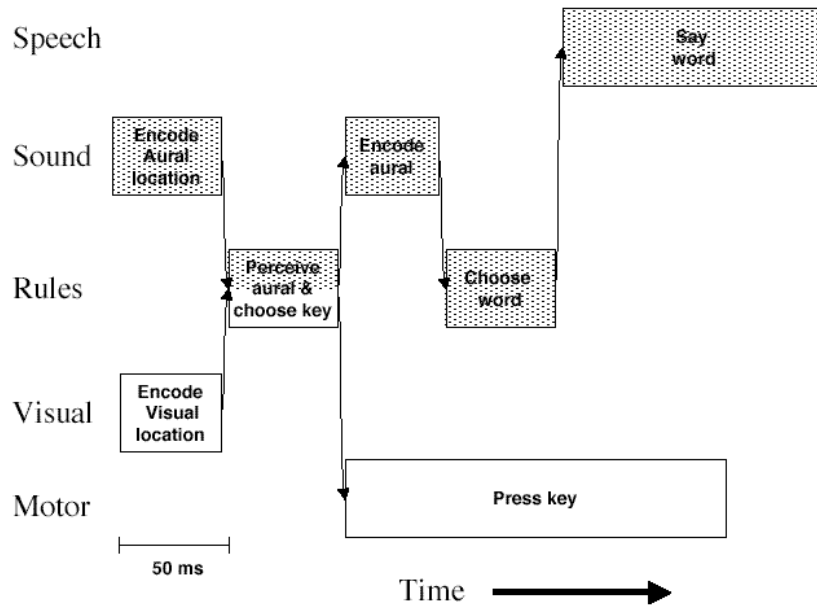 Speech
Say
word
Sound
Encode
Aural
location
Encode
aural
Rules
Perceive
aural &
choose key
Choose
word
Visual
Encode
Visual
location
Motor
Press key
50 ms
Time